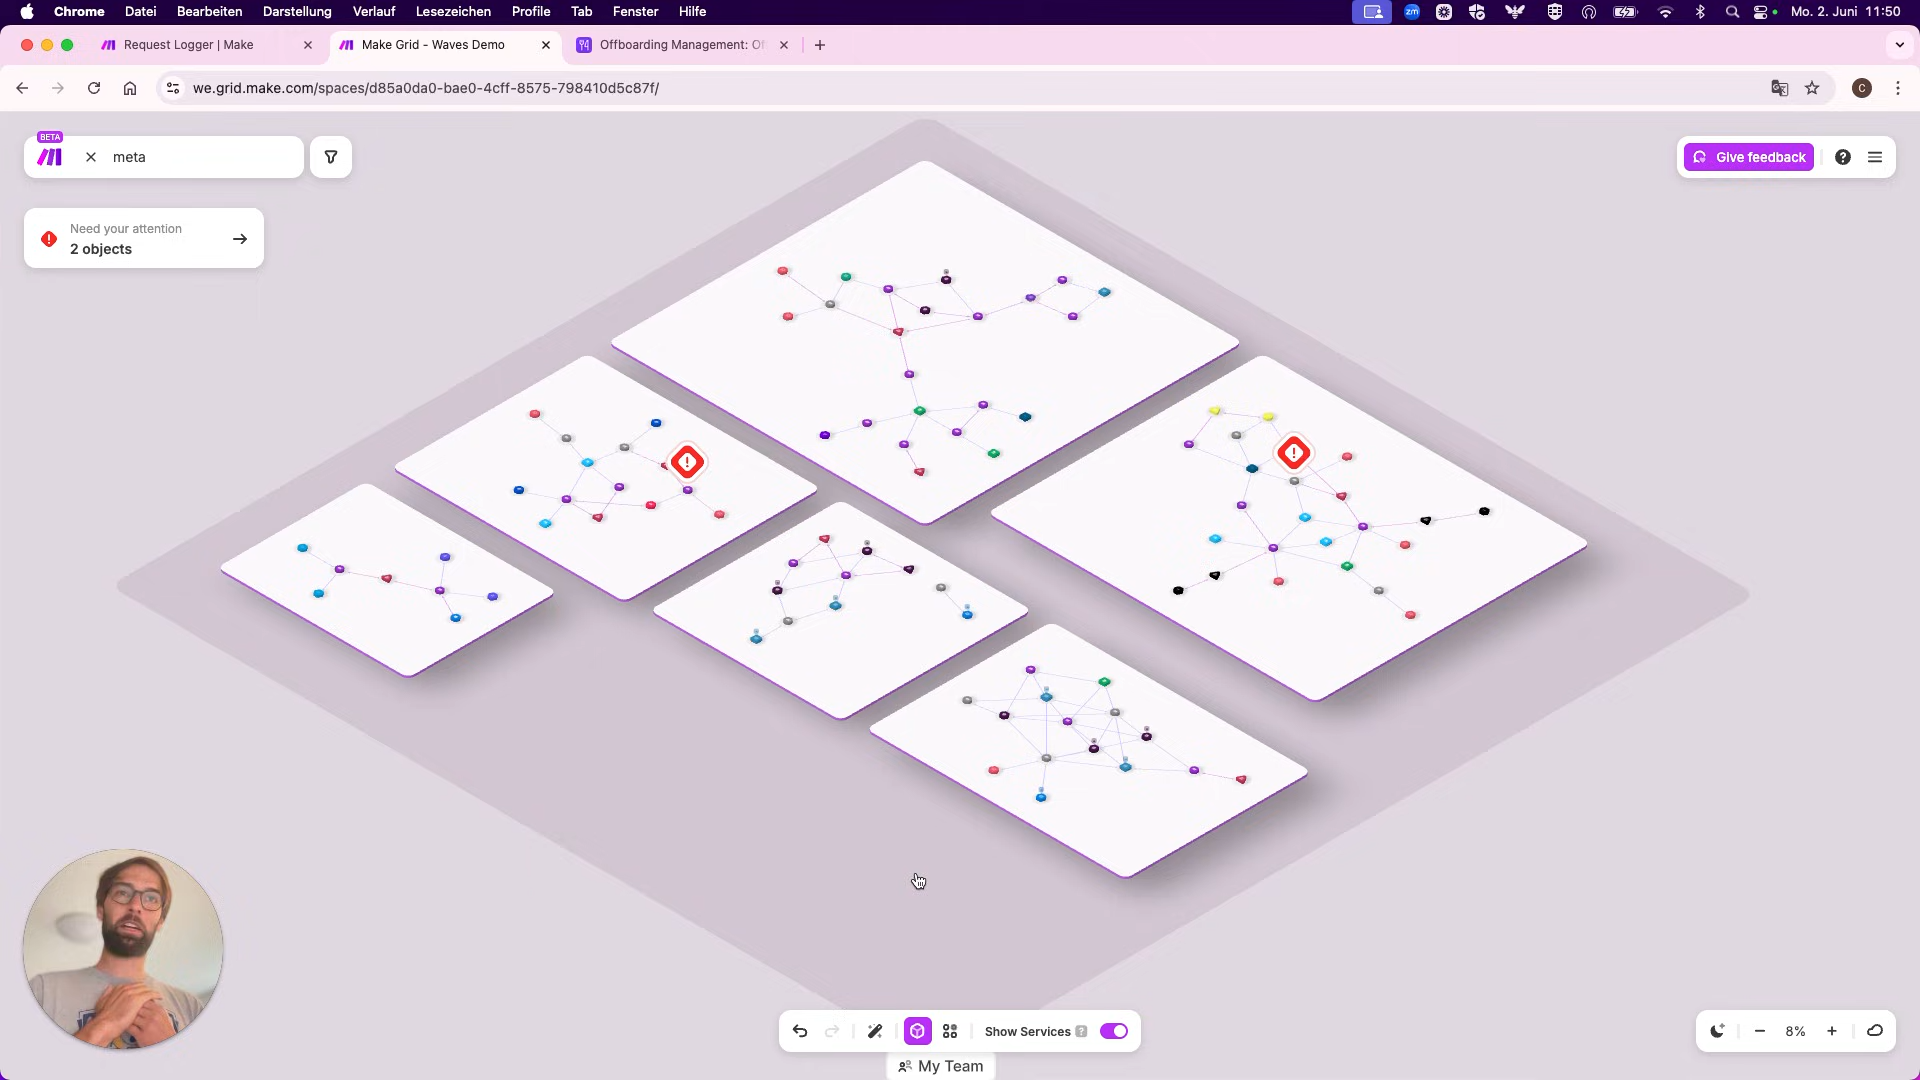 Chrome Datei Bearbeiten Darstellung Verlauf Lesezeichen Profile Tab Fenster Hilfe
zm
Mo. 2. Juni 11:50
Request Logger | Make
Make Grid - Waves Demo
Offboarding Management: Of
we.grid.make.com/spaces/d85a0da0-bae0-4cff-8575-798410d5c87f/
C
BETA
meta
Give feedback
Need your attention
2 objects
Show Services ?
8%
My Team